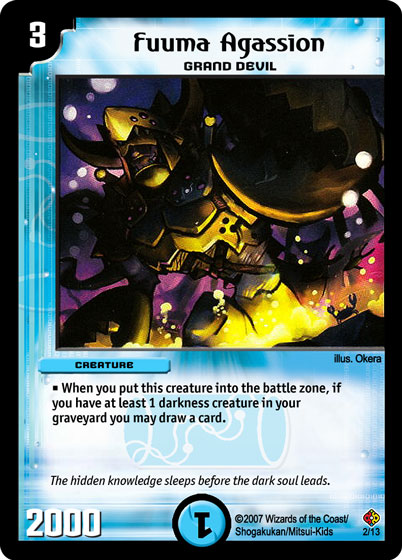 3
Fuuma Agassion
GRAND DEVIL
illus. Okera
CREATURE
▪ When you put this creature into the battle zone, if
you have at least 1 darkness creature in your
graveyard you may draw a card.
The hidden knowledge sleeps before the dark soul leads.
2000
©2007 Wizards of the Coast/
Shogakukan/Mitsui-Kids
2/13